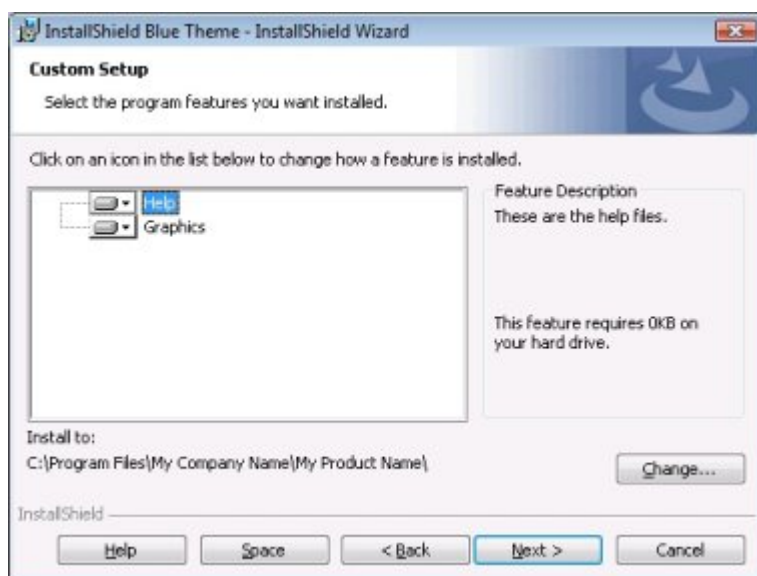 InstallShield Blue Theme - InstallShield Wizard
Custom Setup
Select the program features you want installed.
Click on an icon in the list below to change how a feature is installed.
Help
Graphics
Feature Description
These are the help files.
This feature requires 0KB on
your hard drive.
Install to:
C:\Program Files\My Company Name\My Product Name\
Change...
InstallShield
Help
Space
< Back
Next >
Cancel